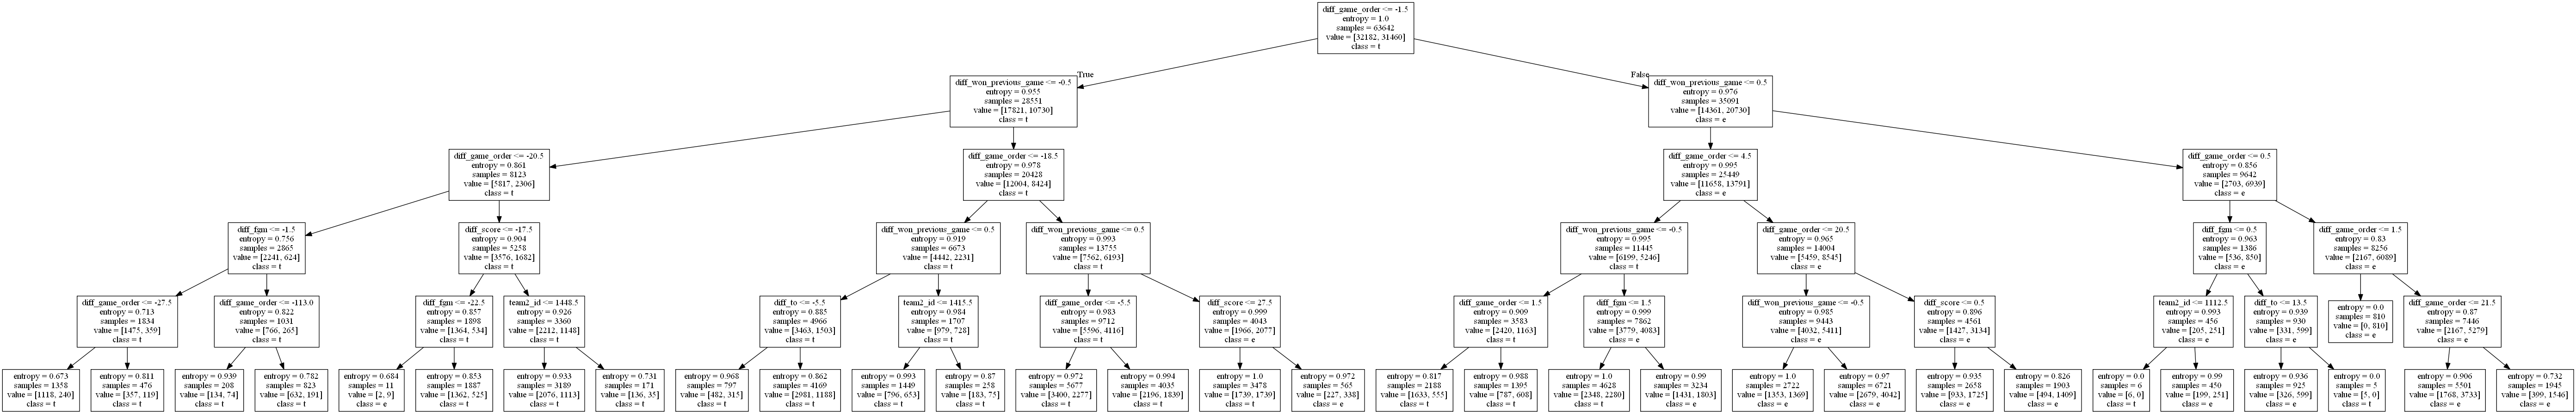 diff_game_order <= -1.5
entropy = 1.0
samples = 63642
value = [32182, 31460]
class = t
True
False
diff_won_previous_game <= -0.5
entropy = 0.955
samples = 28551
value = [17821, 10730]
class = t
diff_won_previous_game <= 0.5
entropy = 0.976
samples = 35091
value = [14361, 20730]
class = e
diff_game_order <= -20.5
entropy = 0.861
samples = 8123
value = [5817, 2306]
class = t
diff_game_order <= -18.5
entropy = 0.978
samples = 20428
value = [12004, 8424]
class = t
diff_game_order <= 4.5
entropy = 0.995
samples = 25449
value = [11658, 13791]
class = e
diff_game_order <= 0.5
entropy = 0.856
samples = 9642
value = [2703, 6939]
class = e
diff_fgm <= -1.5
entropy = 0.756
samples = 2865
value = [2241, 624]
class = t
diff_score <= -17.5
entropy = 0.904
samples = 5258
value = [3576, 1682]
class = t
diff_won_previous_game <= 0.5
entropy = 0.919
samples = 6673
value = [4442, 2231]
class = t
diff_won_previous_game <= 0.5
entropy = 0.993
samples = 13755
value = [7562, 6193]
class = t
diff_won_previous_game <= -0.5
entropy = 0.995
samples = 11445
value = [6199, 5246]
class = t
diff_game_order <= 20.5
entropy = 0.965
samples = 14004
value = [5459, 8545]
class = e
diff_fgm <= 0.5
entropy = 0.963
samples = 1386
value = [536, 850]
class = e
diff_game_order <= 1.5
entropy = 0.83
samples = 8256
value = [2167, 6089]
class = e
diff_game_order <= -27.5
entropy = 0.713
samples = 1834
value = [1475, 359]
class = t
diff_game_order <= -113.0
entropy = 0.822
samples = 1031
value = [766, 265]
class = t
diff_fgm <= -22.5
entropy = 0.857
samples = 1898
value = [1364, 534]
class = t
team2_id <= 1448.5
entropy = 0.926
samples = 3360
value = [2212, 1148]
class = t
diff_to <= -5.5
entropy = 0.885
samples = 4966
value = [3463, 1503]
class = t
team2_id <= 1415.5
entropy = 0.984
samples = 1707
value = [979, 728]
class = t
diff_game_order <= -5.5
entropy = 0.983
samples = 9712
value = [5596, 4116]
class = t
diff_score <= 27.5
entropy = 0.999
samples = 4043
value = [1966, 2077]
class = e
diff_game_order <= 1.5
entropy = 0.909
samples = 3583
value = [2420, 1163]
class = t
diff_fgm <= 1.5
entropy = 0.999
samples = 7862
value = [3779, 4083]
class = e
diff_won_previous_game <= -0.5
entropy = 0.985
samples = 9443
value = [4032, 5411]
class = e
diff_score <= 0.5
entropy = 0.896
samples = 4561
value = [1427, 3134]
class = e
team2_id <= 1112.5
entropy = 0.993
samples = 456
value = [205, 251]
class = e
diff_to <= 13.5
entropy = 0.939
samples = 930
value = [331, 599]
class = e
entropy = 0.0
samples = 810
value = [0, 810]
class = e
diff_game_order <= 21.5
entropy = 0.87
samples = 7446
value = [2167, 5279]
class = e
entropy = 0.673
samples = 1358
value = [1118, 240]
class = t
entropy = 0.811
samples = 476
value = [357, 119]
class = t
entropy = 0.939
samples = 208
value = [134, 74]
class = t
entropy = 0.782
samples = 823
value = [632, 191]
class = t
entropy = 0.684
samples = 11
value = [2, 9]
class = e
entropy = 0.853
samples = 1887
value = [1362, 525]
class = t
entropy = 0.933
samples = 3189
value = [2076, 1113]
class = t
entropy = 0.731
samples = 171
value = [136, 35]
class = t
entropy = 0.968
samples = 797
value = [482, 315]
class = t
entropy = 0.862
samples = 4169
value = [2981, 1188]
class = t
entropy = 0.993
samples = 1449
value = [796, 653]
class = t
entropy = 0.87
samples = 258
value = [183, 75]
class = t
entropy = 0.972
samples = 5677
value = [3400, 2277]
class = t
entropy = 0.994
samples = 4035
value = [2196, 1839]
class = t
entropy = 1.0
samples = 3478
value = [1739, 1739]
class = t
entropy = 0.972
samples = 565
value = [227, 338]
class = e
entropy = 0.817
samples = 2188
value = [1633, 555]
class = t
entropy = 0.988
samples = 1395
value = [787, 608]
class = t
entropy = 1.0
samples = 4628
value = [2348, 2280]
class = t
entropy = 0.99
samples = 3234
value = [1431, 1803]
class = e
entropy = 1.0
samples = 2722
value = [1353, 1369]
class = e
entropy = 0.97
samples = 6721
value = [2679, 4042]
class = e
entropy = 0.935
samples = 2658
value = [933, 1725]
class = e
entropy = 0.826
samples = 1903
value = [494, 1409]
class = e
entropy = 0.0
samples = 6
value = [6, 0]
class = t
entropy = 0.99
samples = 450
value = [199, 251]
class = e
entropy = 0.936
samples = 925
value = [326, 599]
class = e
entropy = 0.0
samples = 5
value = [5, 0]
class = t
entropy = 0.906
samples = 5501
value = [1768, 3733]
class = e
entropy = 0.732
samples = 1945
value = [399, 1546]
class = e